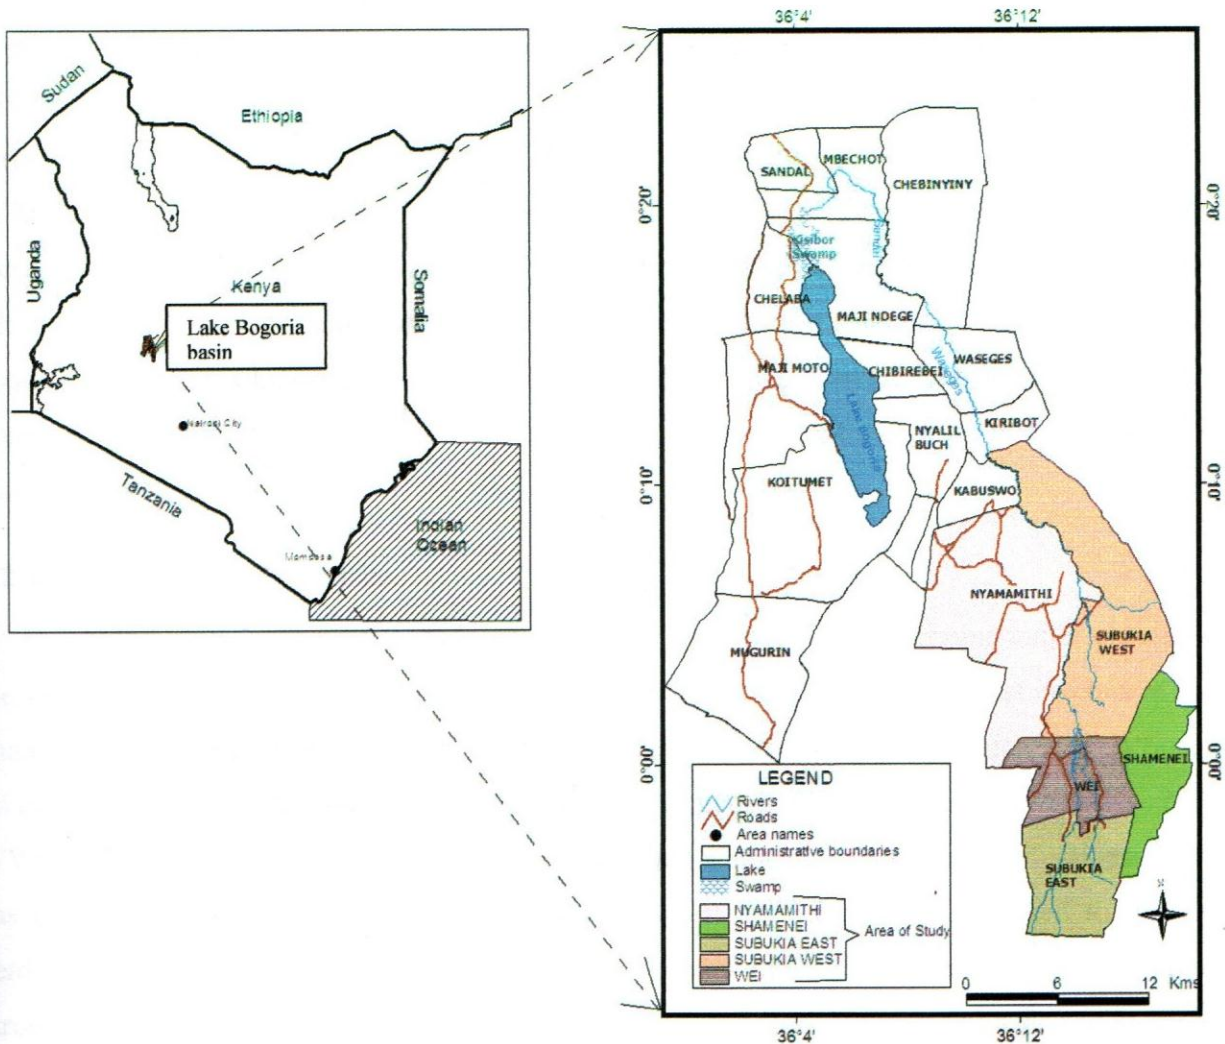 Sudan
Ethiopia
Uganda
Kenya
Somalia
Lake Bogoria
basin
Nairobi City
Tanzania
Indian
Ocean
Mombasa
36°4'
36°12'
0°20'
0°20'
0°10'
0°10'
0°00'
0°00'
SANDAL
MBECHOT
CHEBINYINY
Swamp
CHELABA
MAJI NDEGE
MAJI MOTO
CHIBIREBEI
Waseges
WASEGES
Lake Bogoria
NYALIL
BUCH
KIRIBOT
KOITUMET
KABUSWO
NYAMAMITHI
MUGURIN
SUBUKIA
WEST
SHAMENEI
WEI
SUBUKIA
EAST
LEGEND
Rivers
Roads
Area names
Administrative boundaries
Lake
Swamp
NYAMAMITHI
SHAMENEI
SUBUKIA EAST
SUBUKIA WEST
WEI
Area of Study
0 6 12 Kms
36°4'
36°12'